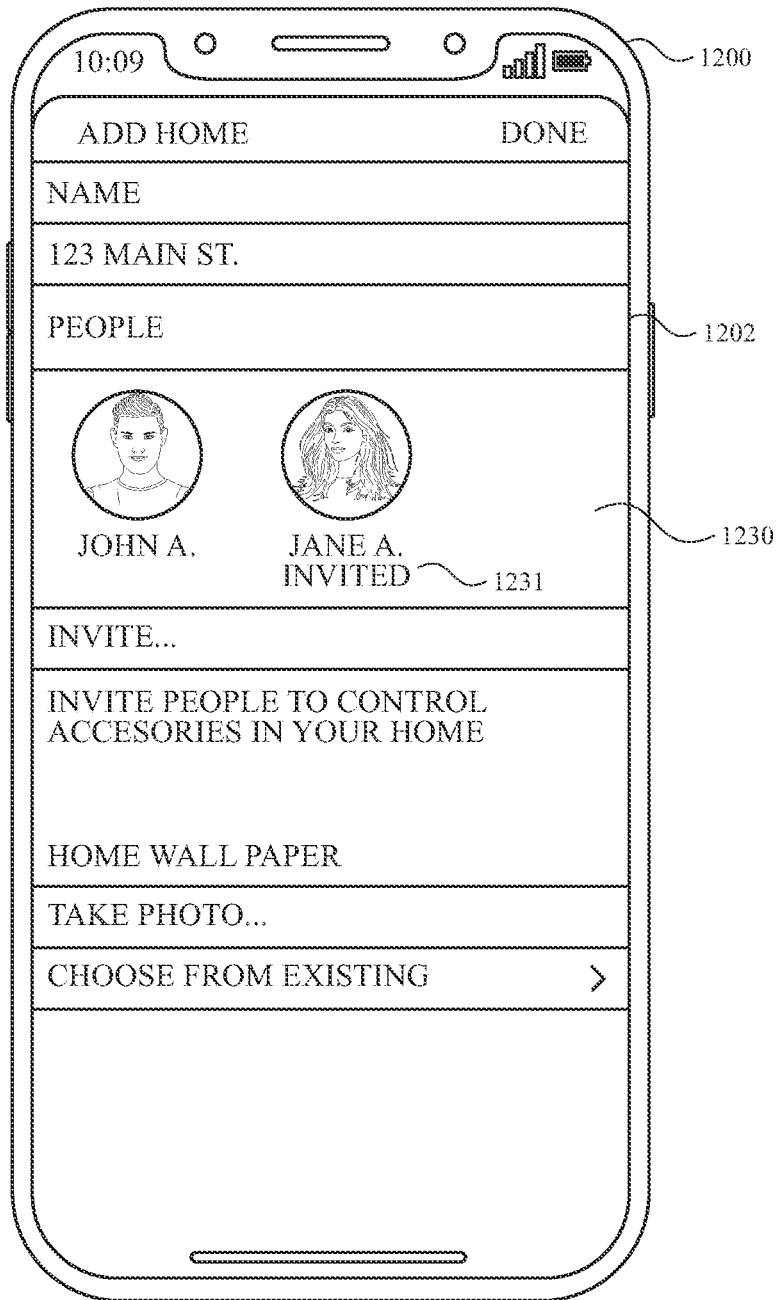 10:09
1200
ADD HOME DONE
NAME
123 MAIN ST.
PEOPLE
1202
JOHN A. JANE A.
INVITED
1230
1231
INVITE...
INVITE PEOPLE TO CONTROL
ACCESORIES IN YOUR HOME
HOME WALL PAPER
TAKE PHOTO...
CHOOSE FROM EXISTING >